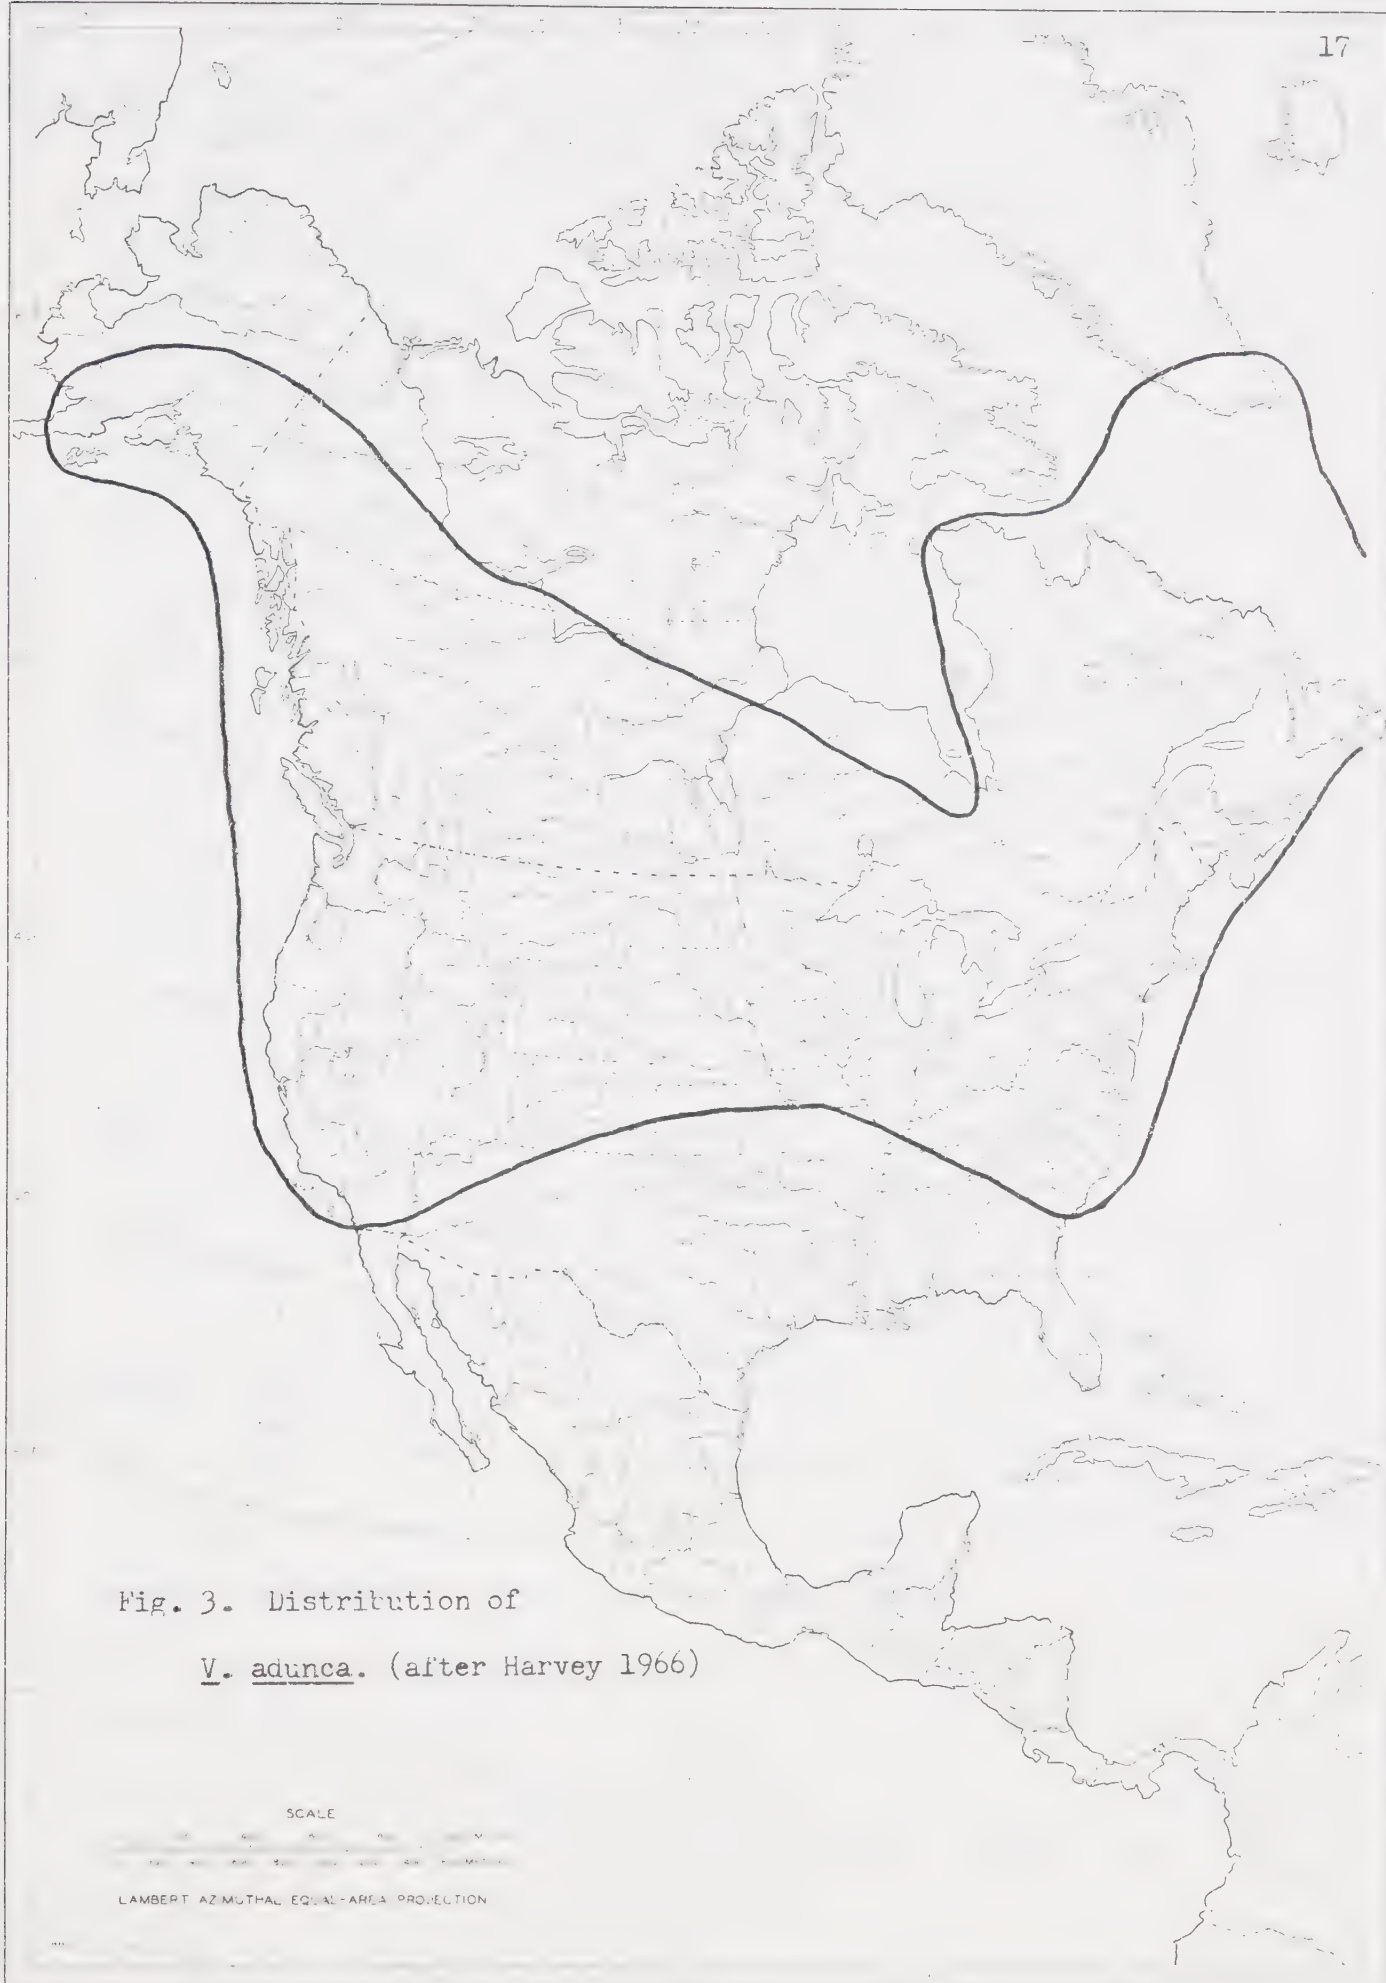 17
Fig. 3. Distribution of
V. adunca. (after Harvey 1966)
SCALE
LAMBERT AZIMUTHAL EQUAL-AREA PROJECTION